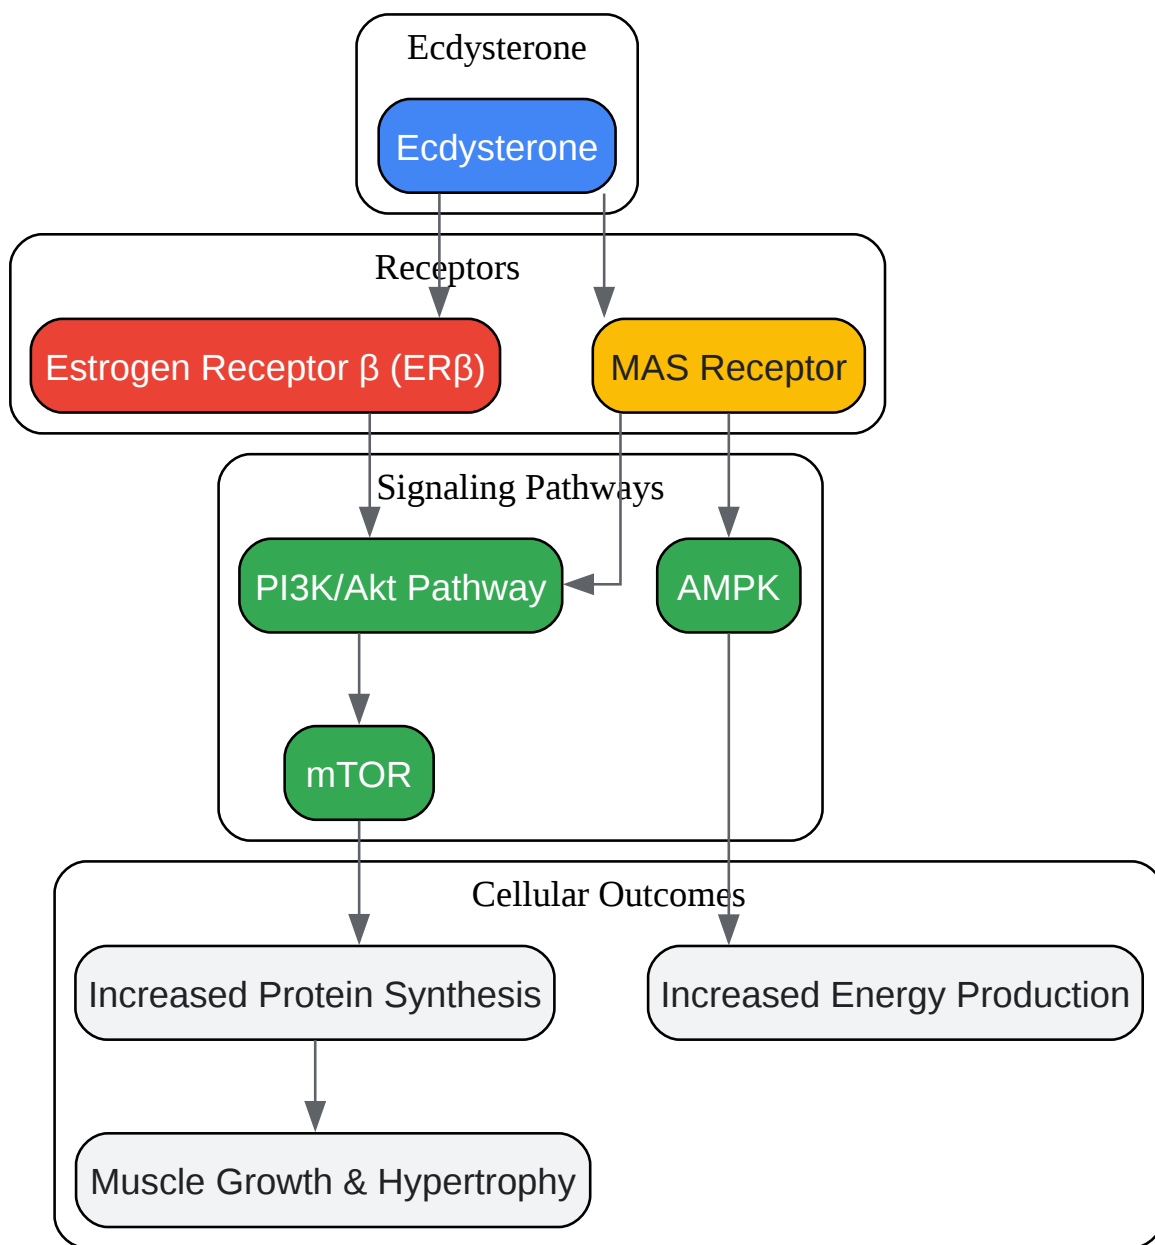 Ecdysterone
Ecdysterone
Receptors
Estrogen Receptor β (ERβ)
MAS Receptor
Signaling Pathways
PI3K/Akt Pathway
AMPK
mTOR
Cellular Outcomes
Increased Protein Synthesis
Increased Energy Production
Muscle Growth & Hypertrophy